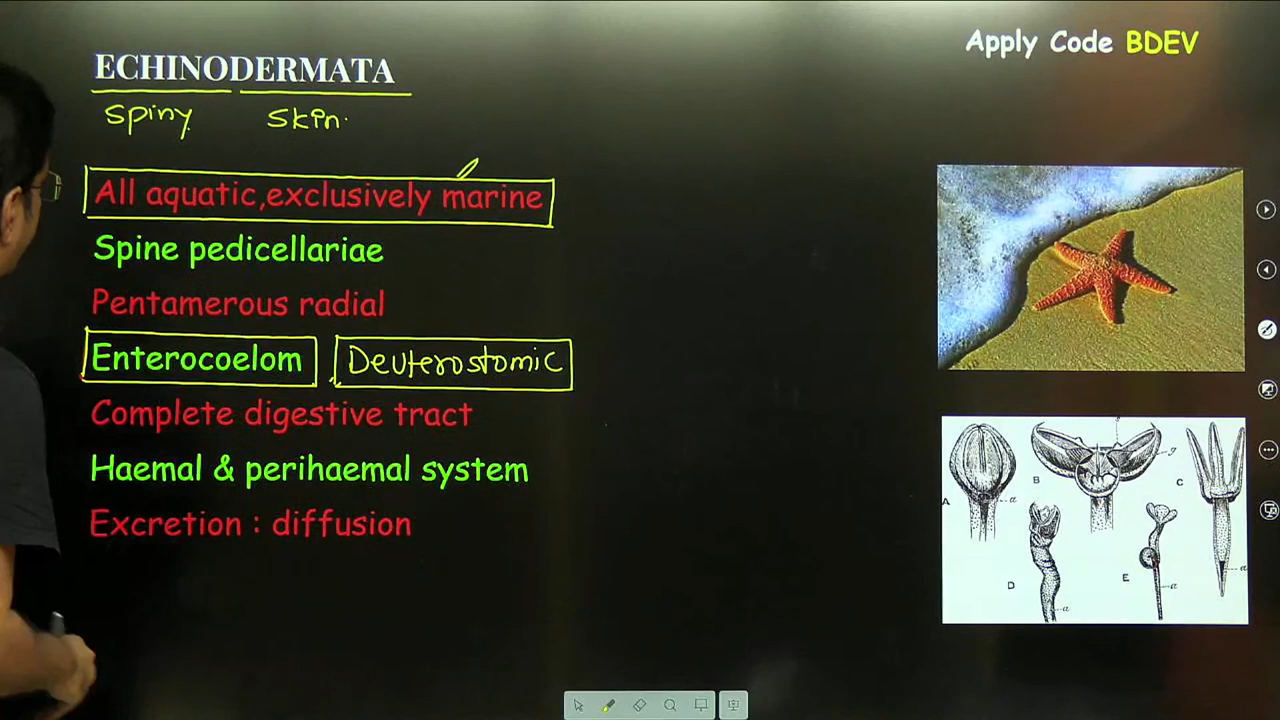 Apply Code BDEV
ECHINODERMATA
Spiny Skin.
All aquatic,exclusively marine
Spine pedicellariae
Pentamerous radial
Enterocoelom Deuterostomic
Complete digestive tract
Haemal & perihaemal system
Excretion : diffusion
A B C
D E
a a a a